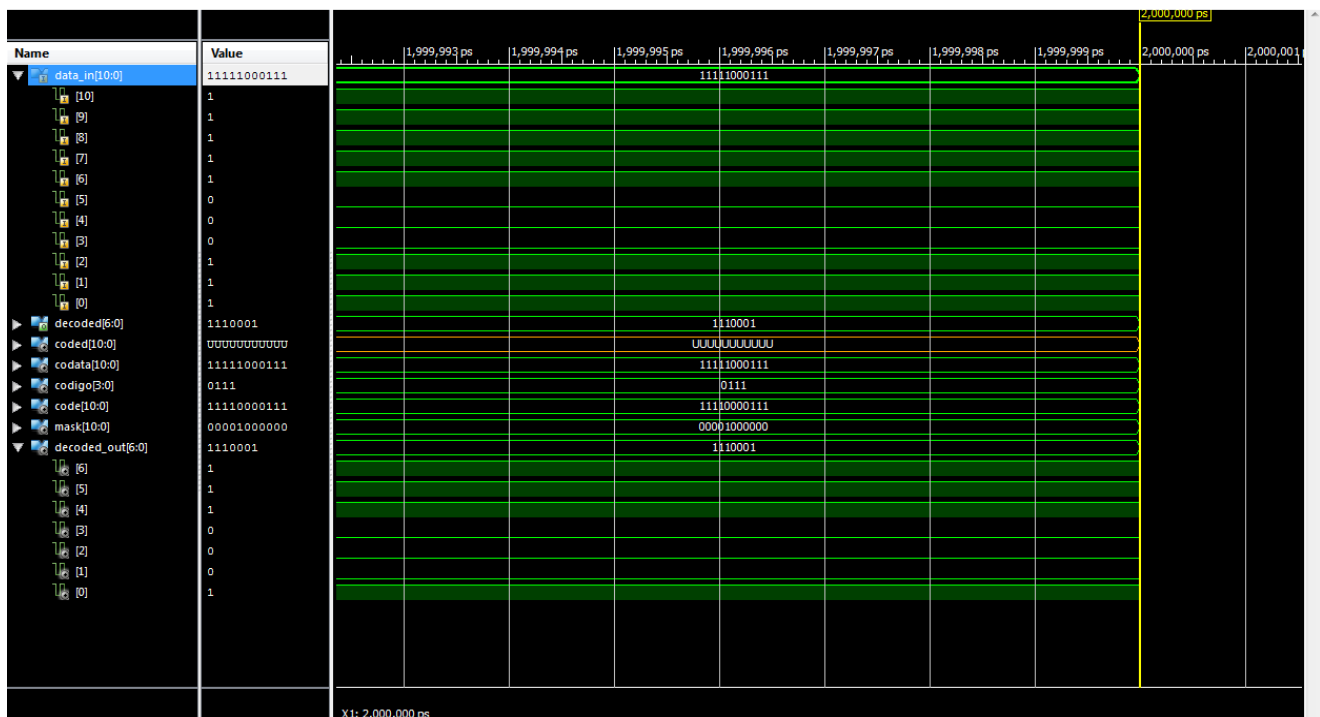 2,000,000 ps
Name Value 1,999,993 ps 1,999,994 ps 1,999,995 ps 1,999,996 ps 1,999,997 ps 1,999,998 ps 1,999,999 ps 2,000,000 ps 2,000,001
data_in[10:0] 11111000111 11111000111
[10] 1
[9] 1
[8] 1
[7] 1
[6] 1
[5] 0
[4] 0
[3] 0
[2] 1
[1] 1
[0] 1
decoded[6:0] 1110001 1110001
coded[10:0] UUUUUUUUUUU UUUUUUUUUUU
codata[10:0] 11111000111 11111000111
codigo[3:0] 0111 0111
code[10:0] 11110000111 11110000111
mask[10:0] 00001000000 00001000000
decoded_out[6:0] 1110001 1110001
[6] 1
[5] 1
[4] 1
[3] 0
[2] 0
[1] 0
[0] 1
X1: 2,000,000 ps